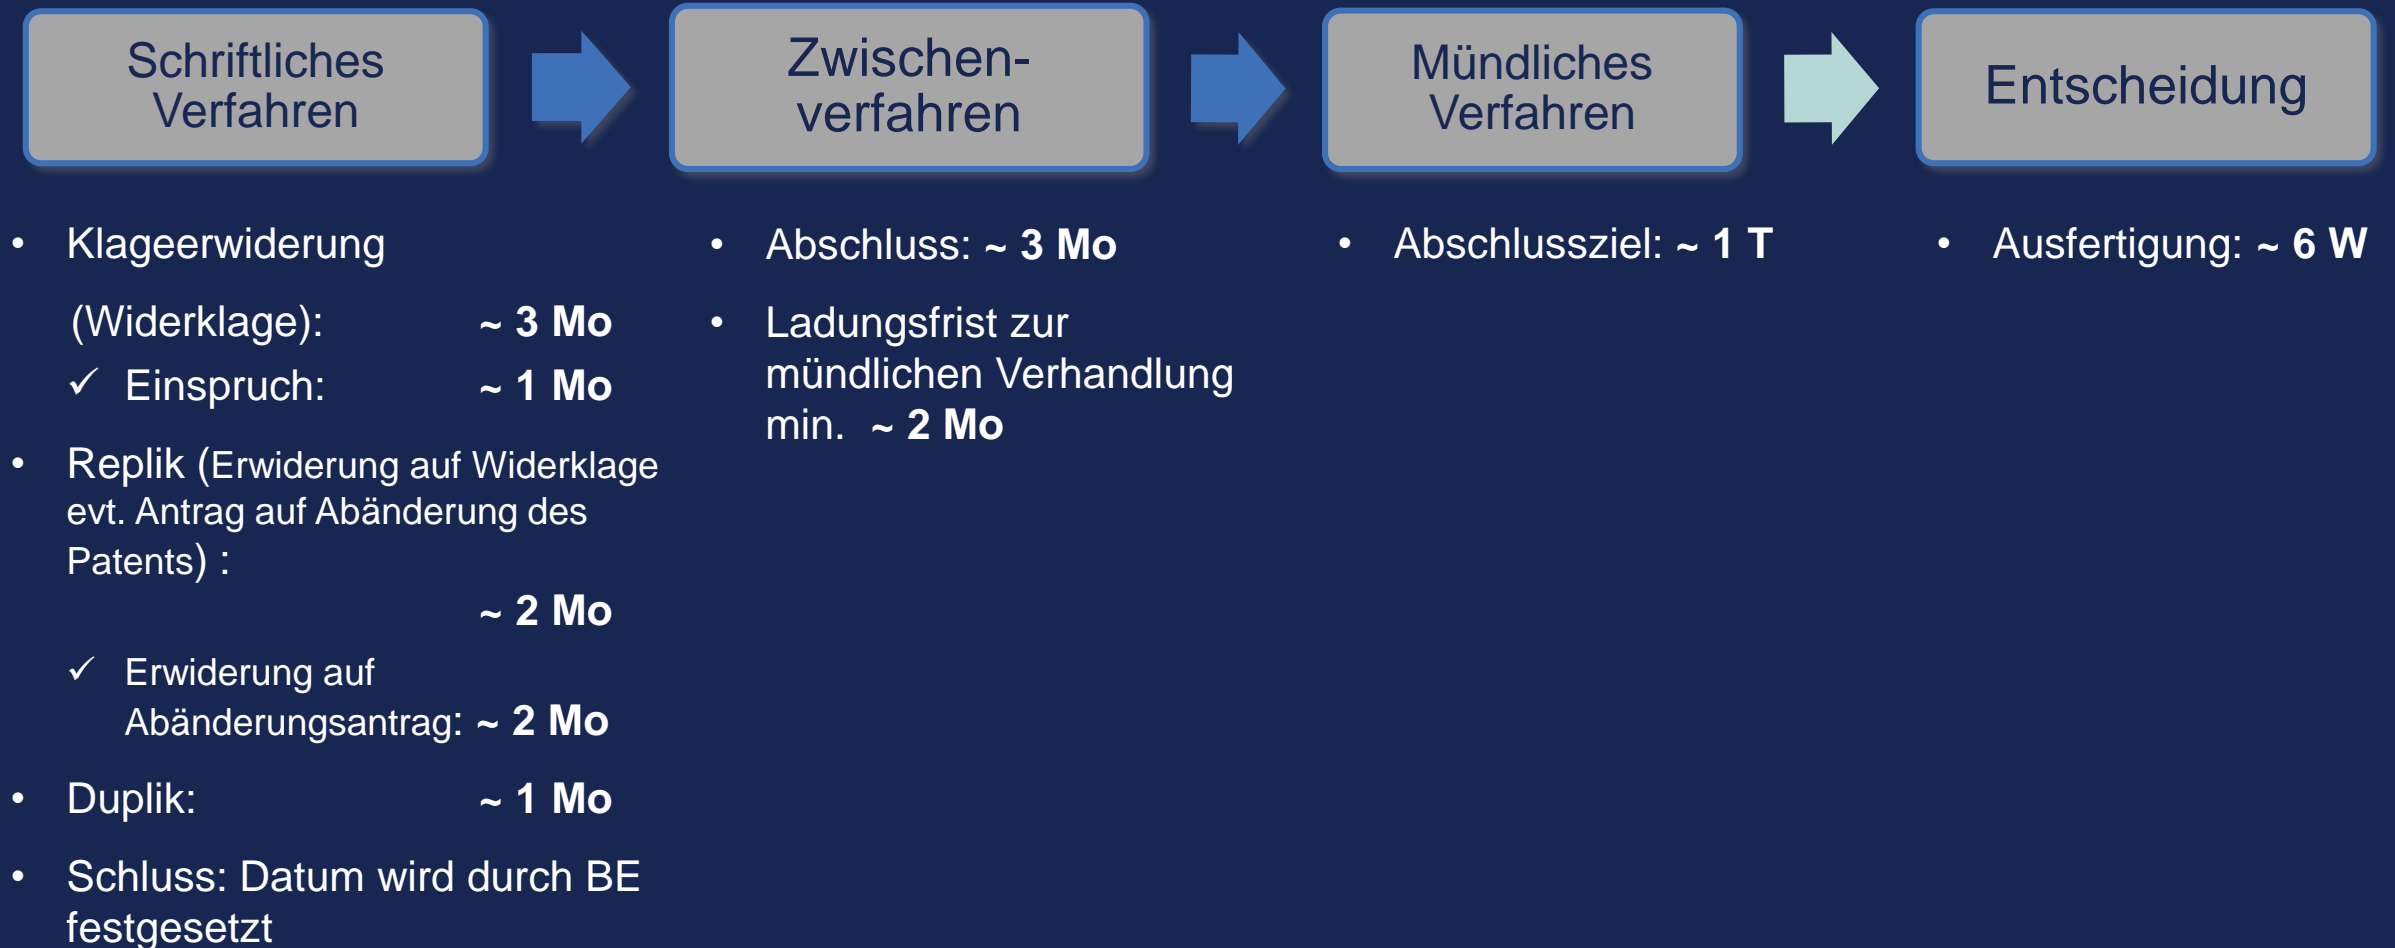 Schriftliches
Verfahren
Zwischen-
verfahren
Mündliches
Verfahren
Entscheidung
• Klageerwiderung
(Widerklage): ~ 3 Mo
✓ Einspruch: ~ 1 Mo
• Replik (Erwiderung auf Widerklage
evt. Antrag auf Abänderung des
Patents) :
~ 2 Mo
✓ Erwiderung auf
Abänderungsantrag: ~ 2 Mo
• Duplik: ~ 1 Mo
• Schluss: Datum wird durch BE
festgesetzt
• Abschluss: ~ 3 Mo
• Ladungsfrist zur
mündlichen Verhandlung
min. ~ 2 Mo
• Abschlussziel: ~ 1 T
• Ausfertigung: ~ 6 W